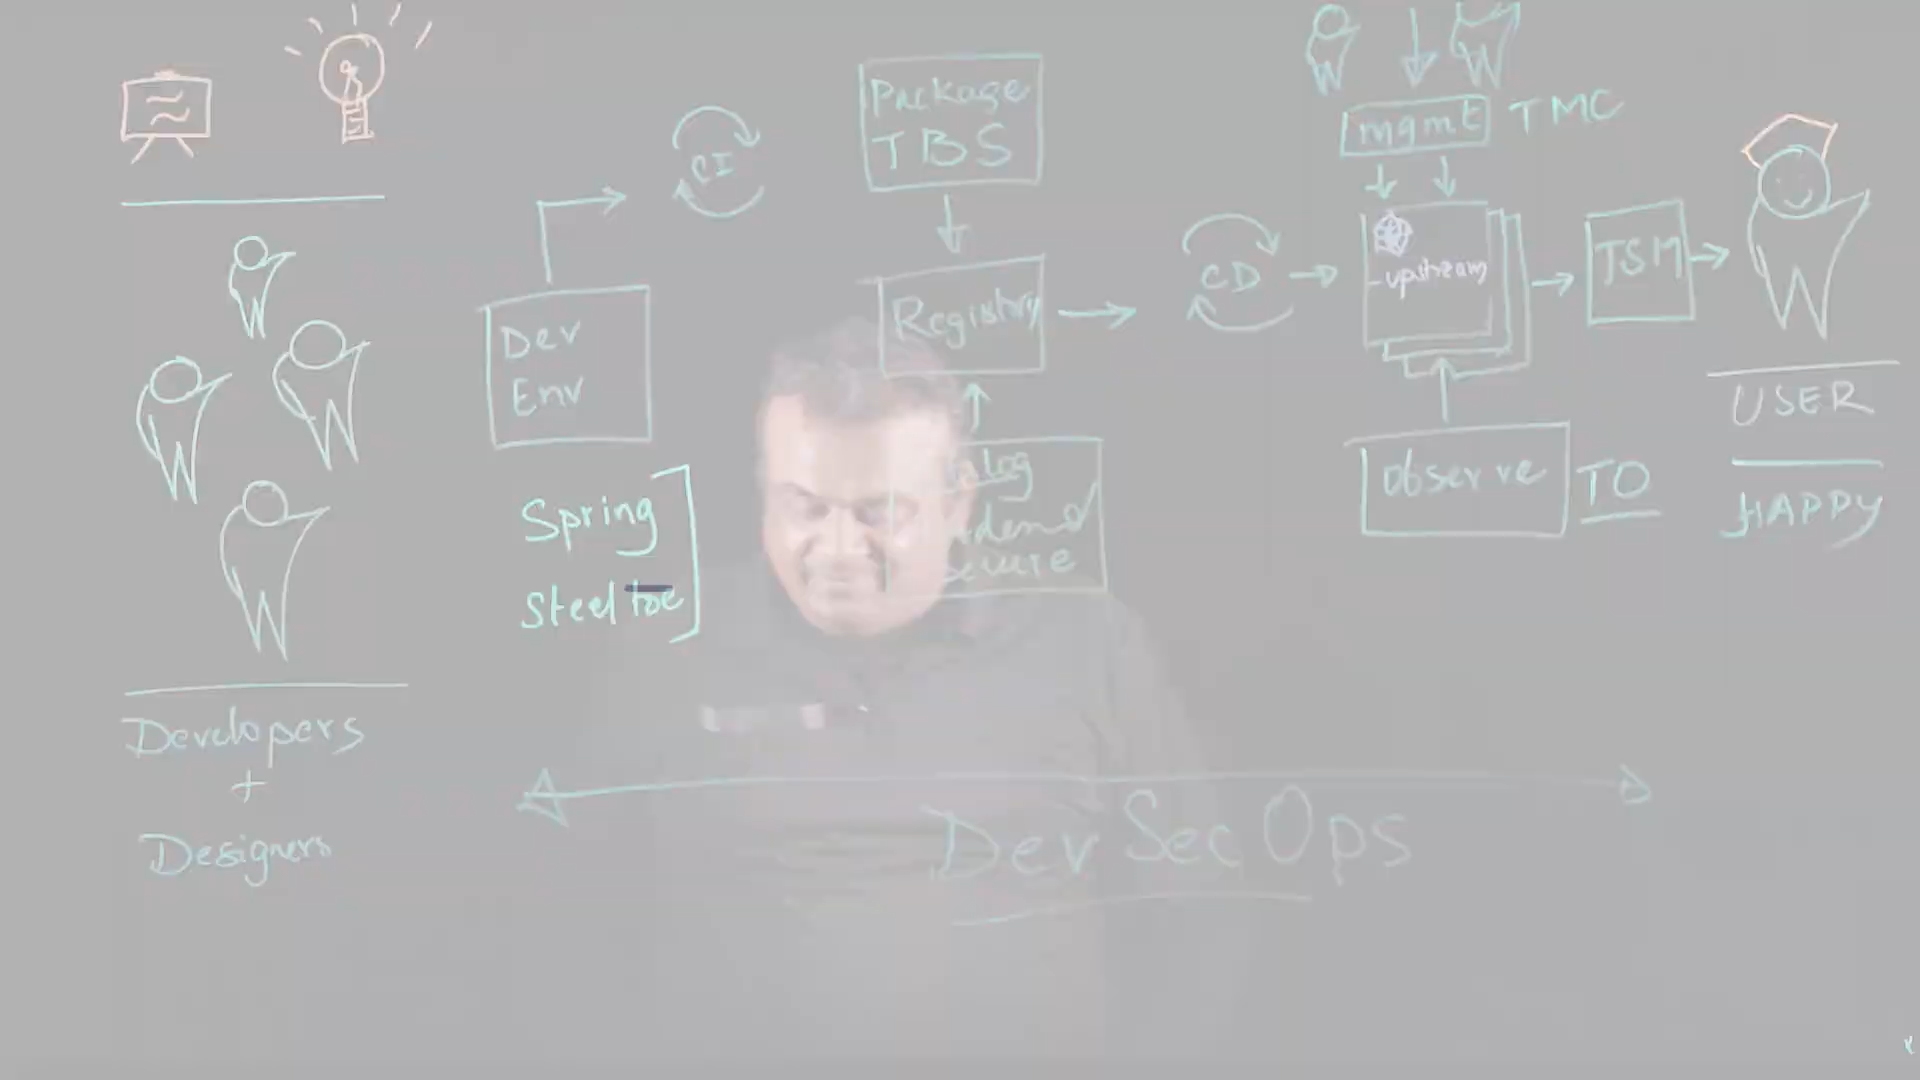 Developers
+
Designers
Dev
Env
Spring
Steeltoe
CI
Package
TBS
Registry
CD
mgmt TMC
upstream
TSM
Observe TO
USER
HAPPY
DevSecOps